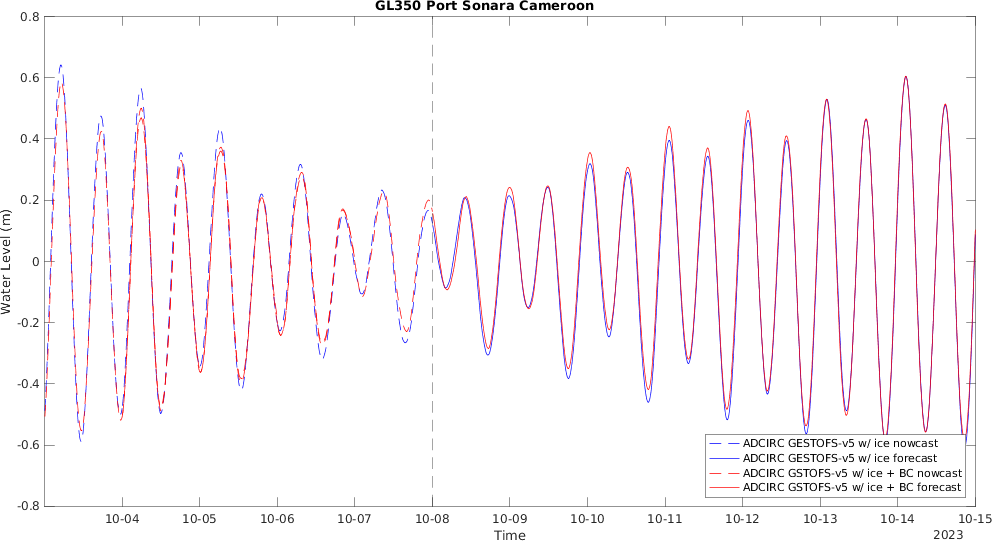 GL350 Port Sonara Cameroon
0.8
0.6
0.4
0.2
0
-0.2
-0.4
-0.6
-0.8
Water Level (m)
10-04 10-05 10-06 10-07 10-08 10-09 10-10 10-11 10-12 10-13 10-14 10-15
Time
2023
ADCIRC GESTOFS-v5 w/ ice nowcast
ADCIRC GESTOFS-v5 w/ ice forecast
ADCIRC GSTOFS-v5 w/ ice + BC nowcast
ADCIRC GSTOFS-v5 w/ ice + BC forecast